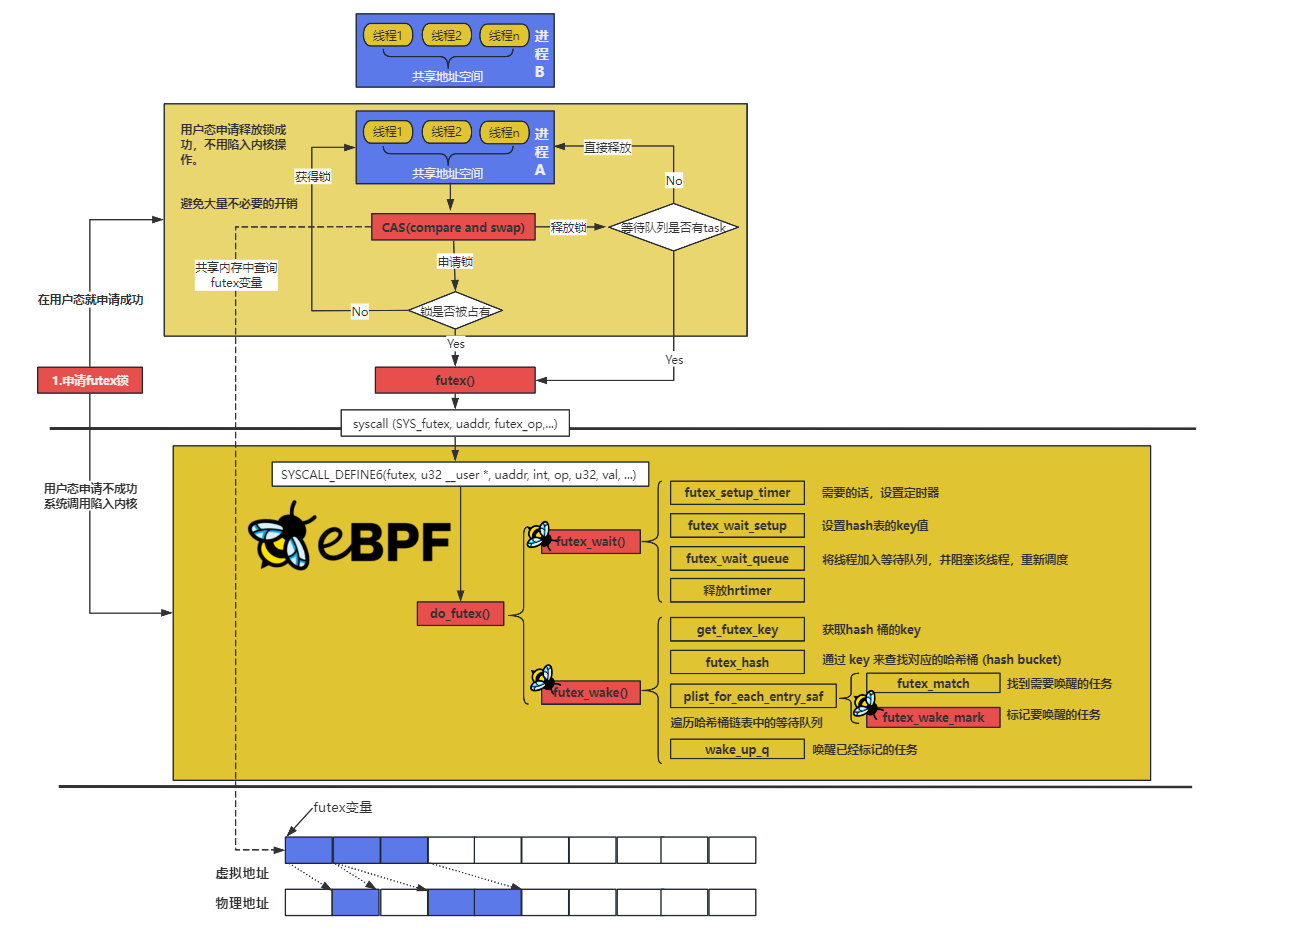 线程1
线程2
线程n
进
程
B
共享地址空间
用户态申请释放锁成
功，不用陷入内核操
作。
避免大量不必要的开销
线程1
线程2
线程n
进
程
A
共享地址空间
直接释放
获得锁
No
CAS(compare and swap)
释放锁
等待队列是否有task
申请锁
共享内存中查询
futex变量
在用户态就申请成功
No
锁是否被占有
Yes
Yes
1.申请futex锁
futex()
syscall (SYS_futex, uaddr, futex_op,...)
SYSCALL_DEFINE6(futex, u32 __user *, uaddr, int, op, u32, val, ...)
用户态申请不成功
系统调用陷入内核
eBPF
futex_wait()
futex_setup_timer
需要的话，设置定时器
futex_wait_setup
设置hash表的key值
futex_wait_queue
将线程加入等待队列，并阻塞该线程，重新调度
释放hrtimer
do_futex()
get_futex_key
获取hash 桶的key
futex_hash
通过 key 来查找对应的哈希桶 (hash bucket)
futex_wake()
plist_for_each_entry_saf
futex_match
找到需要唤醒的任务
futex_wake_mark
标记要唤醒的任务
遍历哈希桶链表中的等待队列
wake_up_q
唤醒已经标记的任务
futex变量
虚拟地址
物理地址